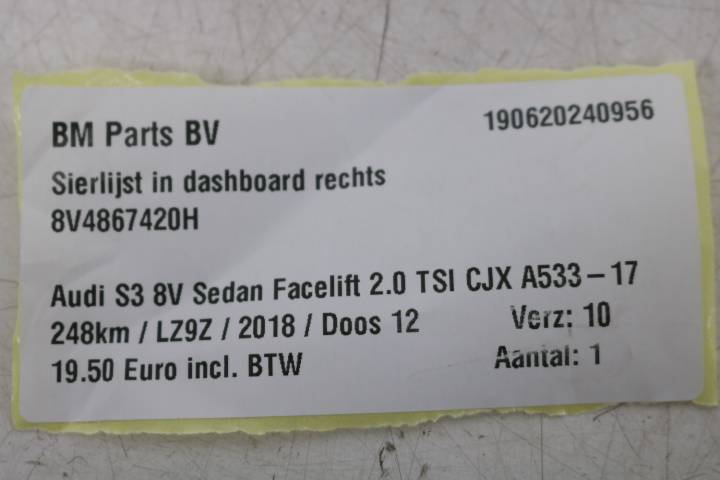 BM Parts BV 190620240956
Sierlijst in dashboard rechts
8V4867420H
Audi S3 8V Sedan Facelift 2.0 TSI CJX A533-17
248km / LZ9Z / 2018 / Doos 12 Verz: 10
19.50 Euro incl. BTW Aantal: 1